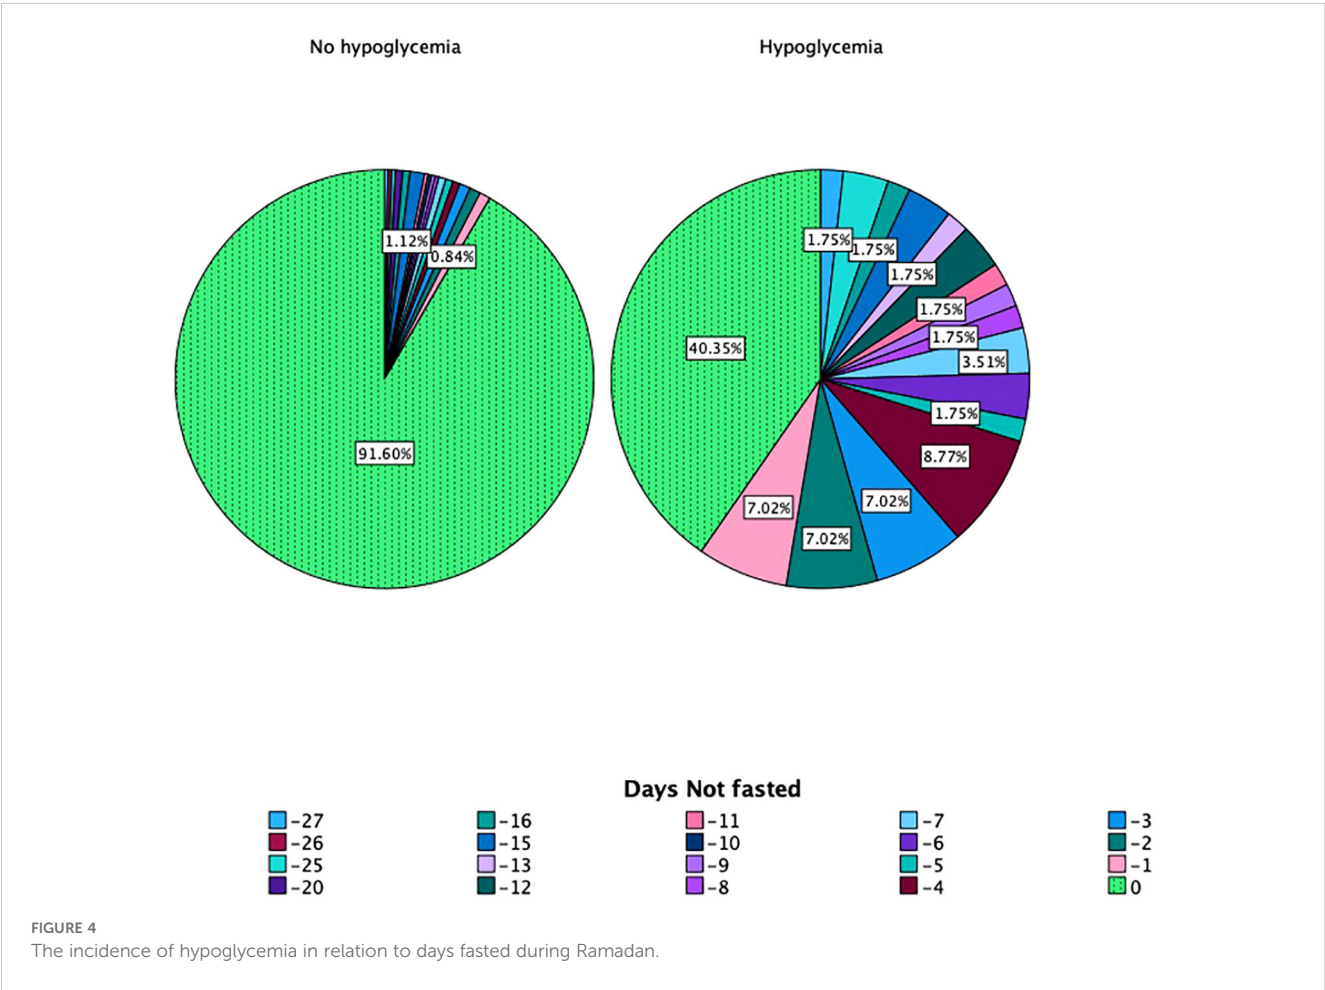 No hypoglycemia
Hypoglycemia
1.12%
0.84%
91.60%
1.75%
1.75%
1.75%
1.75%
1.75%
3.51%
1.75%
8.77%
7.02%
7.02%
7.02%
40.35%
Days Not fasted
-27 -16 -11 -7 -3
-26 -15 -10 -6 -2
-25 -13 -9 -5 -1
-20 -12 -8 -4 0
FIGURE 4
The incidence of hypoglycemia in relation to days fasted during Ramadan.